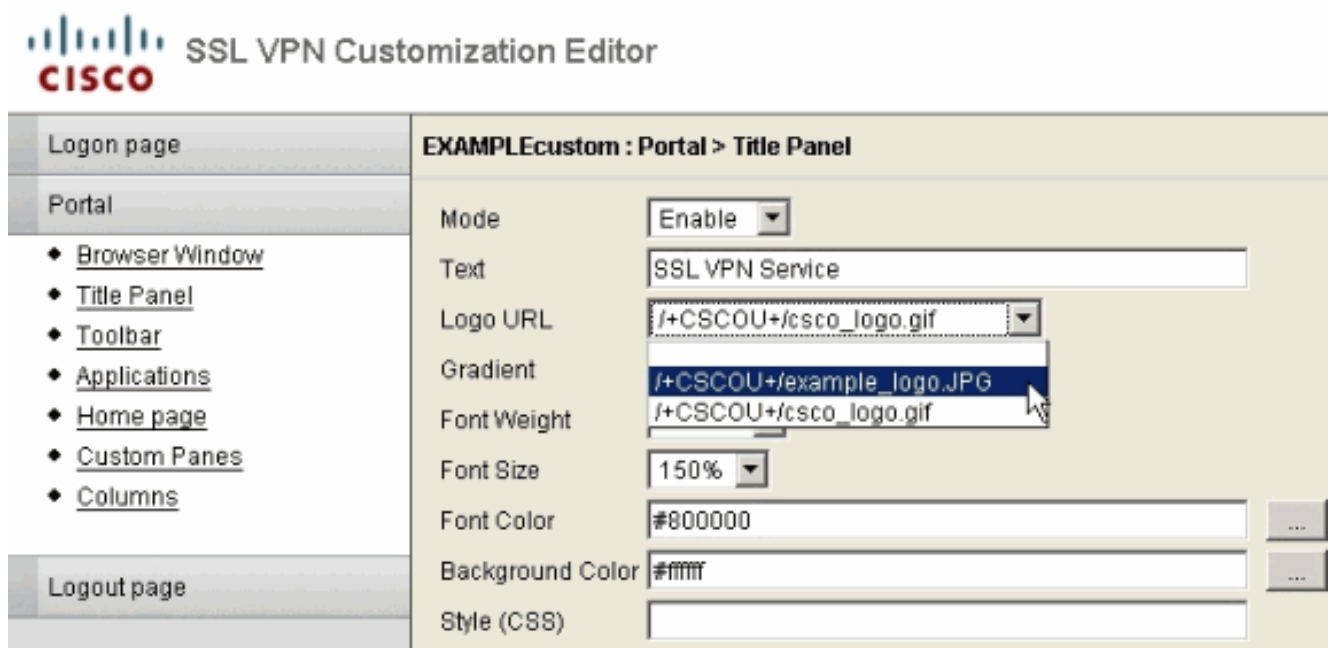 CISCO SSL VPN Customization Editor
Logon page
Portal
Browser Window
Title Panel
Toolbar
Applications
Home page
Custom Panes
Columns
Logout page
EXAMPLEcustom : Portal > Title Panel
Mode Enable
Text SSL VPN Service
Logo URL /+CSCOU+/csco_logo.gif
/+CSCOU+/example_logo.JPG
/+CSCOU+/csco_logo.gif
Gradient
Font Weight
Font Size 150%
Font Color #800000 ...
Background Color #ffffff ...
Style (CSS)